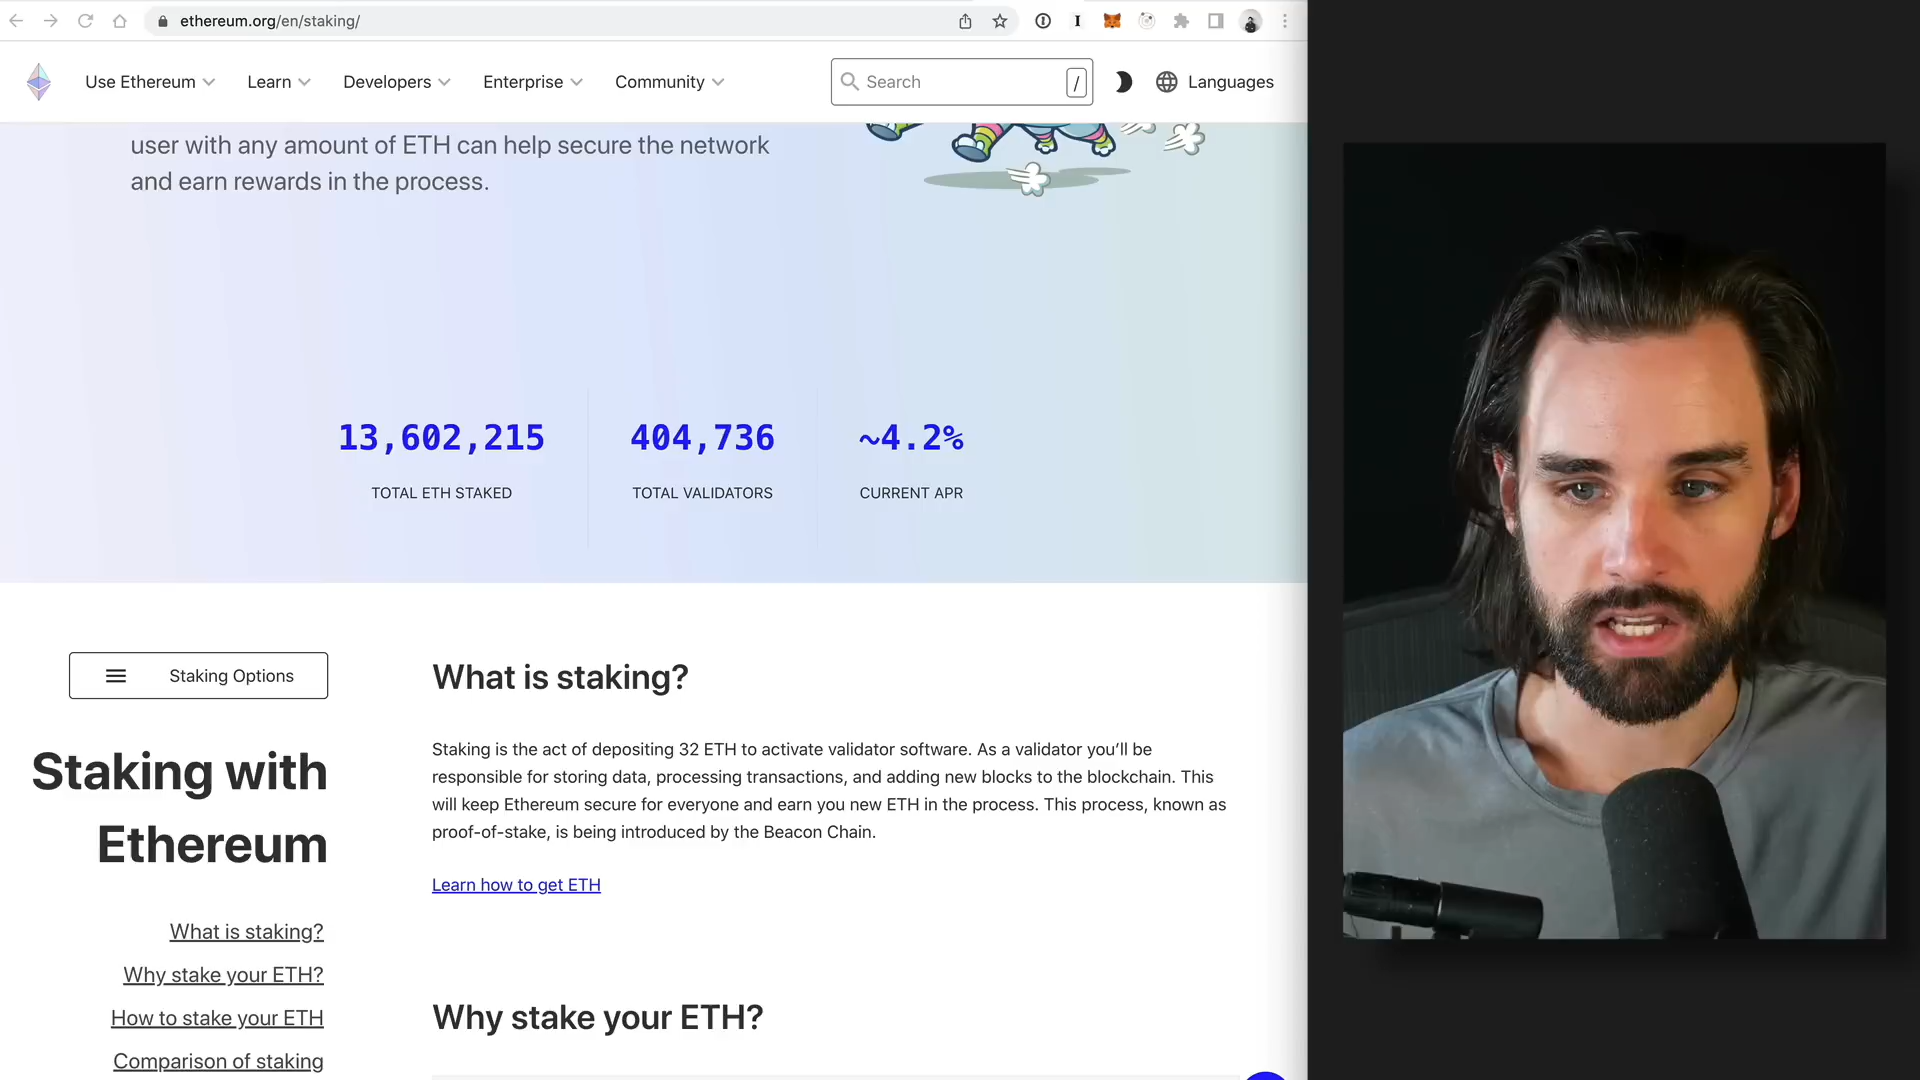 ethereum.org/en/staking/
Use Ethereum
Learn
Developers
Enterprise
Community
Search
/
Languages
user with any amount of ETH can help secure the network
and earn rewards in the process.
13,602,215
TOTAL ETH STAKED
404,736
TOTAL VALIDATORS
~4.2%
CURRENT APR
Staking Options
Staking with
Ethereum
What is staking?
Why stake your ETH?
How to stake your ETH
Comparison of staking
What is staking?
Staking is the act of depositing 32 ETH to activate validator software. As a validator you’ll be
responsible for storing data, processing transactions, and adding new blocks to the blockchain. This
will keep Ethereum secure for everyone and earn you new ETH in the process. This process, known as
proof-of-stake, is being introduced by the Beacon Chain.
Learn how to get ETH
Why stake your ETH?